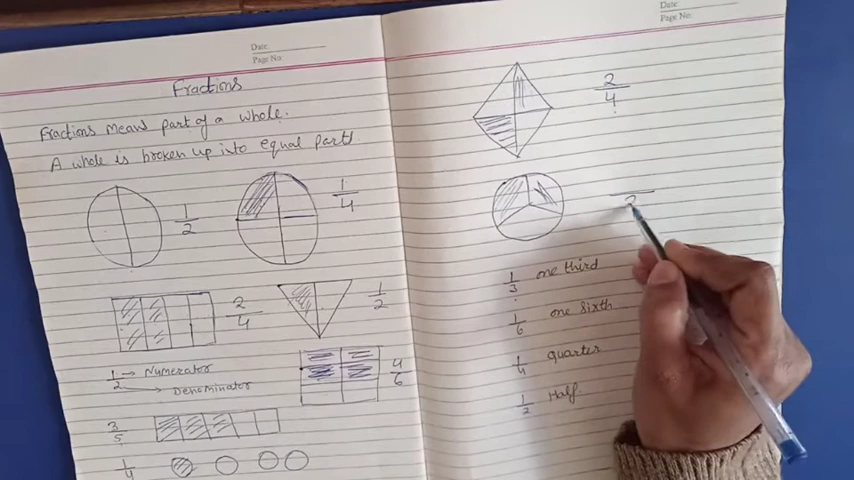 Date:
Page No:
Fractions
Fractions Means part of a whole.
A whole is broken up into equal parts.
1/2
1/4
2/4
1/2
1/2 → Numerator
Denominator
4/6
3/5
1/4
Date:
Page No.:
2/4
3
1/3 one third
1/6 one sixth
1/4 quarter
1/2 Half